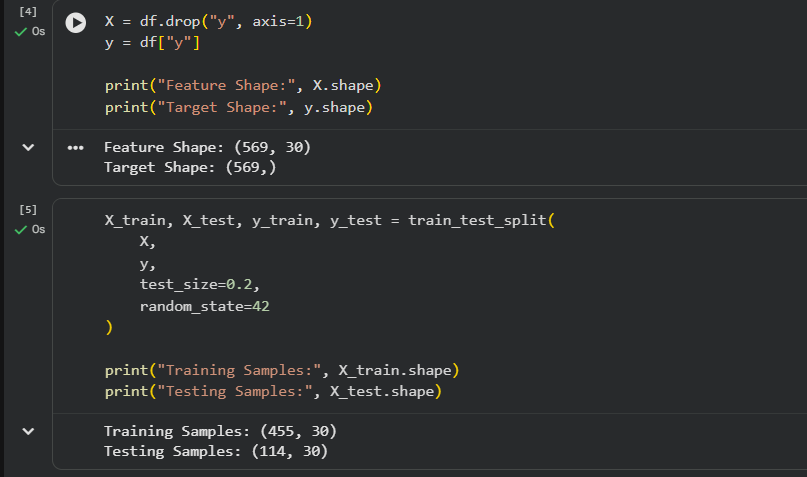 [4]
0s
X = df.drop("y", axis=1)
y = df["y"]
print("Feature Shape:", X.shape)
print("Target Shape:", y.shape)
Feature Shape: (569, 30)
Target Shape: (569,)
[5]
0s
X_train, X_test, y_train, y_test = train_test_split(
    X,
    y,
    test_size=0.2,
    random_state=42
)
print("Training Samples:", X_train.shape)
print("Testing Samples:", X_test.shape)
Training Samples: (455, 30)
Testing Samples: (114, 30)